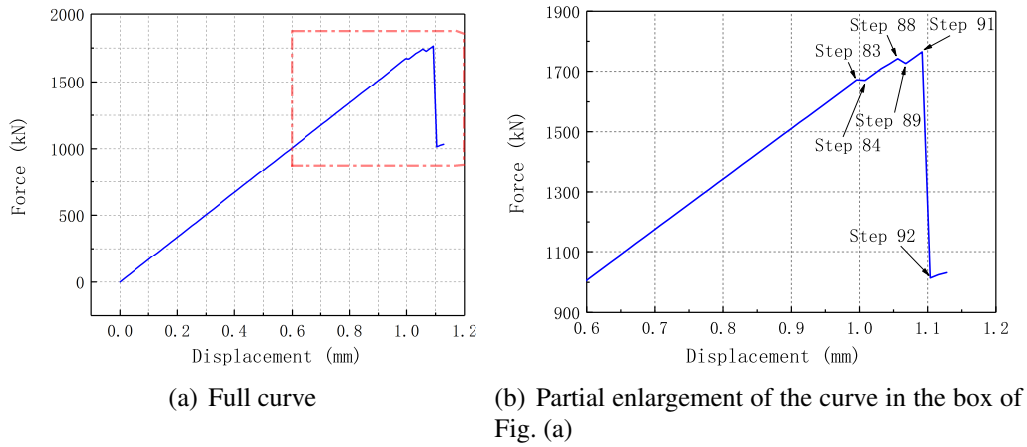 2000
1500
1000
500
0
Force (kN)
0.0 0.2 0.4 0.6 0.8 1.0 1.2
Displacement (mm)
(a) Full curve
1900
1700
1500
1300
1100
900
Force (kN)
Step 88
Step 91
Step 83
Step 89
Step 84
Step 92
0.6 0.7 0.8 0.9 1.0 1.1 1.2
Displacement (mm)
(b) Partial enlargement of the curve in the box of
Fig. (a)